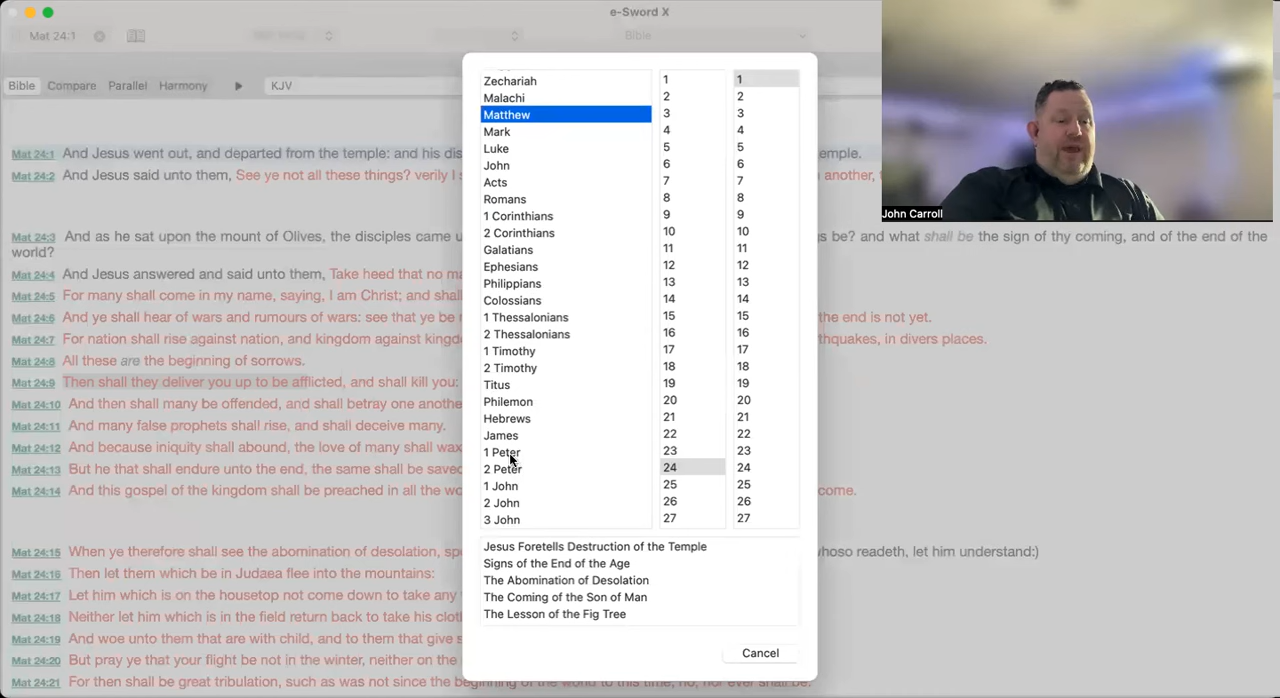 e-Sword X
Mat 24:1
Bible
Bible Compare Parallel Harmony KJV
Zechariah
Malachi
Matthew
Mark
Luke
John
Acts
Romans
1 Corinthians
2 Corinthians
Galatians
Ephesians
Philippians
Colossians
1 Thessalonians
2 Thessalonians
1 Timothy
2 Timothy
Titus
Philemon
Hebrews
James
1 Peter
2 Peter
1 John
2 John
3 John
1
2
3
4
5
6
7
8
9
10
11
12
13
14
15
16
17
18
19
20
21
22
23
24
25
26
27
1
2
3
4
5
6
7
8
9
10
11
12
13
14
15
16
17
18
19
20
21
22
23
24
25
26
27
Jesus Foretells Destruction of the Temple
Signs of the End of the Age
The Abomination of Desolation
The Coming of the Son of Man
The Lesson of the Fig Tree
Cancel
John Carroll
Mat 24:1 And Jesus went out, and departed from the temple: and his emple.
Mat 24:2 And Jesus said unto them, See ye not all these things? verily I another,
Mat 24:3 And as he sat upon the mount of Olives, the disciples came be? and what shall be the sign of thy coming, and of the end of the
world?
Mat 24:4 And Jesus answered and said unto them, Take heed that no
Mat 24:5 For many shall come in my name, saying, I am Christ; and
Mat 24:6 And ye shall hear of wars and rumours of wars: see that ye be the end is not yet.
Mat 24:7 For nation shall rise against nation, and kingdom against in divers places.
Mat 24:8 All these are the beginning of sorrows.
Mat 24:9 Then shall they deliver you up to be afflicted, and shall kill you:
Mat 24:10 And then shall many be offended, and shall betray one
Mat 24:11 And many false prophets shall rise, and shall deceive many.
Mat 24:12 And because iniquity shall abound, the love of many shall
Mat 24:13 But he that shall endure unto the end, the same shall be
Mat 24:14 And this gospel of the kingdom shall be preached in all the come.
Mat 24:15 When ye therefore shall see the abomination of desolation, whoso readeth, let him understand:)
Mat 24:16 Then let them which be in Judaea flee into the mountains:
Mat 24:17 Let him which is on the housetop not come down to take any
Mat 24:18 Neither let him which is in the field return back to take his
Mat 24:19 And woe unto them that are with child, and to them that give
Mat 24:20 But pray ye that your flight be not in the winter, neither on the
Mat 24:21 For then shall be great tribulation, such as was not since the beginning of the world to this time, no, nor ever shall be.